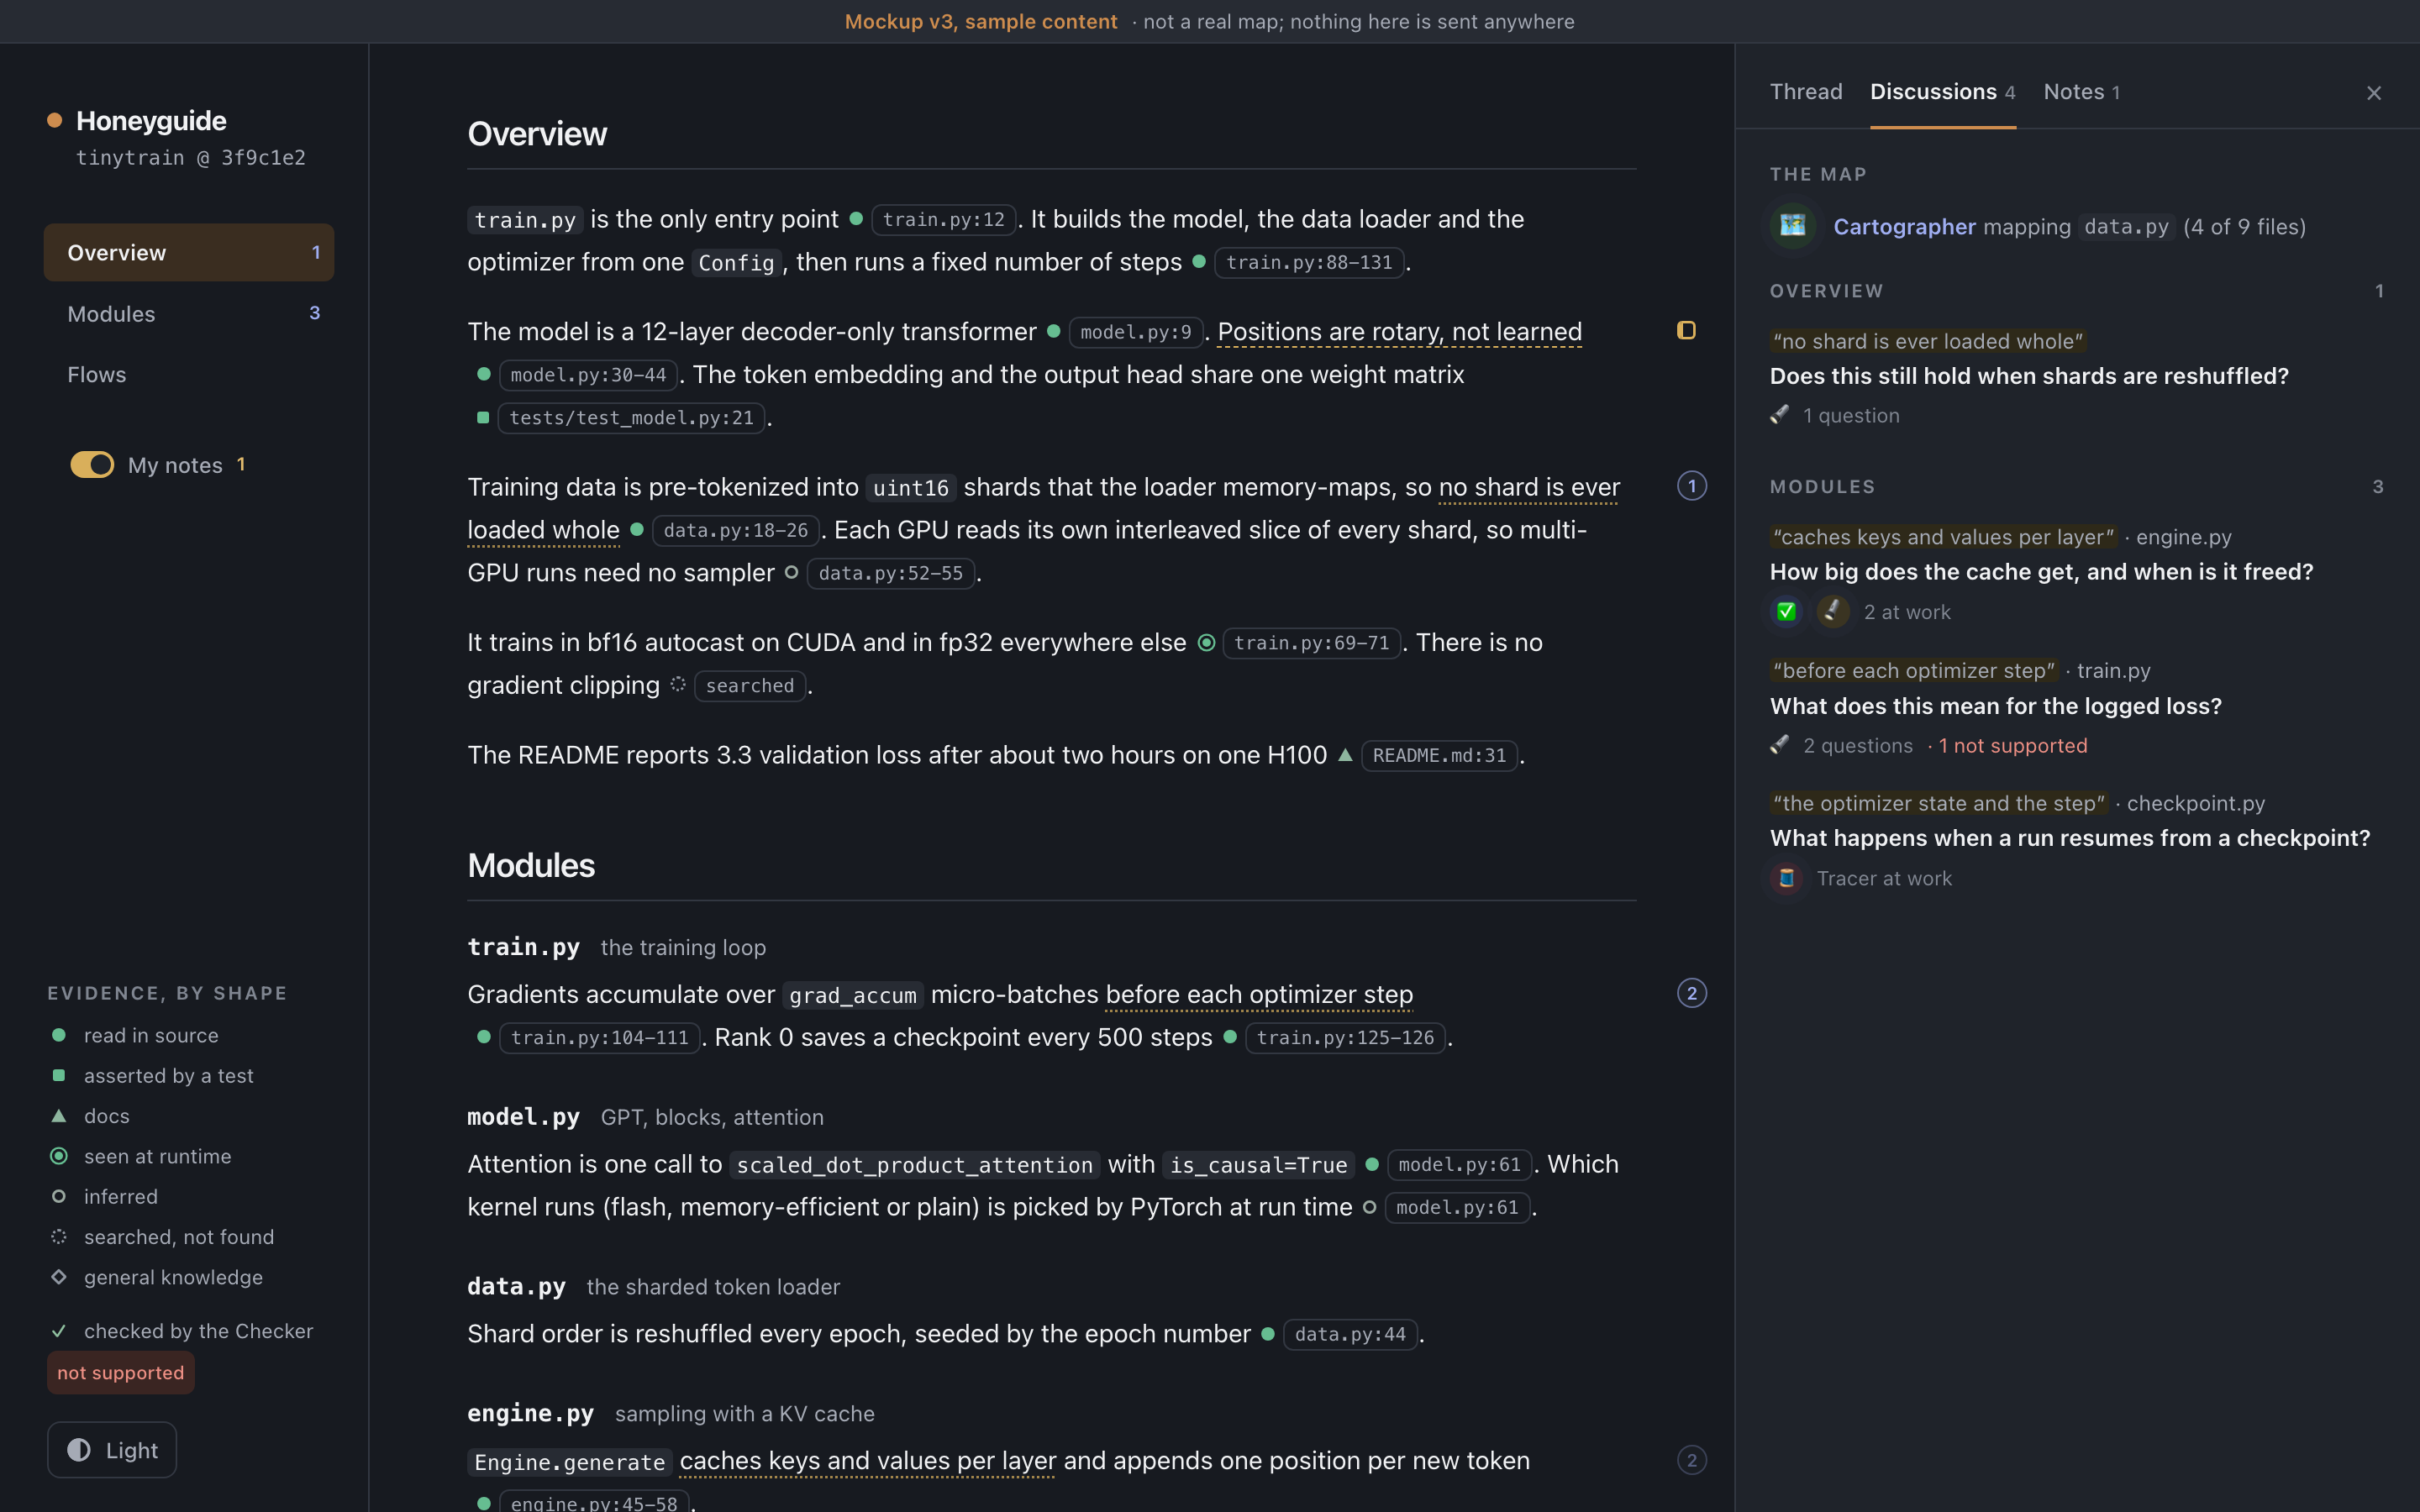 Mockup v3, sample content · not a real map; nothing here is sent anywhere
Honeyguide
tinytrain @ 3f9c1e2
Overview 1
Modules 3
Flows
My notes 1
EVIDENCE, BY SHAPE
read in source
asserted by a test
docs
seen at runtime
inferred
searched, not found
general knowledge
checked by the Checker
not supported
Light
Overview
train.py is the only entry point train.py:12. It builds the model, the data loader and the
optimizer from one Config, then runs a fixed number of steps train.py:88–131.
The model is a 12-layer decoder-only transformer model.py:9. Positions are rotary, not learned
model.py:30–44. The token embedding and the output head share one weight matrix
tests/test_model.py:21.
Training data is pre-tokenized into uint16 shards that the loader memory-maps, so no shard is ever 1
loaded whole data.py:18–26. Each GPU reads its own interleaved slice of every shard, so multi-
GPU runs need no sampler data.py:52–55.
It trains in bf16 autocast on CUDA and in fp32 everywhere else train.py:69–71. There is no
gradient clipping searched.
The README reports 3.3 validation loss after about two hours on one H100 README.md:31.
Modules
train.py the training loop
Gradients accumulate over grad_accum micro-batches before each optimizer step 2
train.py:104–111. Rank 0 saves a checkpoint every 500 steps train.py:125–126.
model.py GPT, blocks, attention
Attention is one call to scaled_dot_product_attention with is_causal=True model.py:61. Which
kernel runs (flash, memory-efficient or plain) is picked by PyTorch at run time model.py:61.
data.py the sharded token loader
Shard order is reshuffled every epoch, seeded by the epoch number data.py:44.
engine.py sampling with a KV cache
Engine.generate caches keys and values per layer and appends one position per new token 2
engine.py:45–58.
Thread Discussions 4 Notes 1
THE MAP
Cartographer mapping data.py (4 of 9 files)
OVERVIEW 1
“no shard is ever loaded whole”
Does this still hold when shards are reshuffled?
1 question
MODULES 3
“caches keys and values per layer” · engine.py
How big does the cache get, and when is it freed?
2 at work
“before each optimizer step” · train.py
What does this mean for the logged loss?
2 questions · 1 not supported
“the optimizer state and the step” · checkpoint.py
What happens when a run resumes from a checkpoint?
Tracer at work